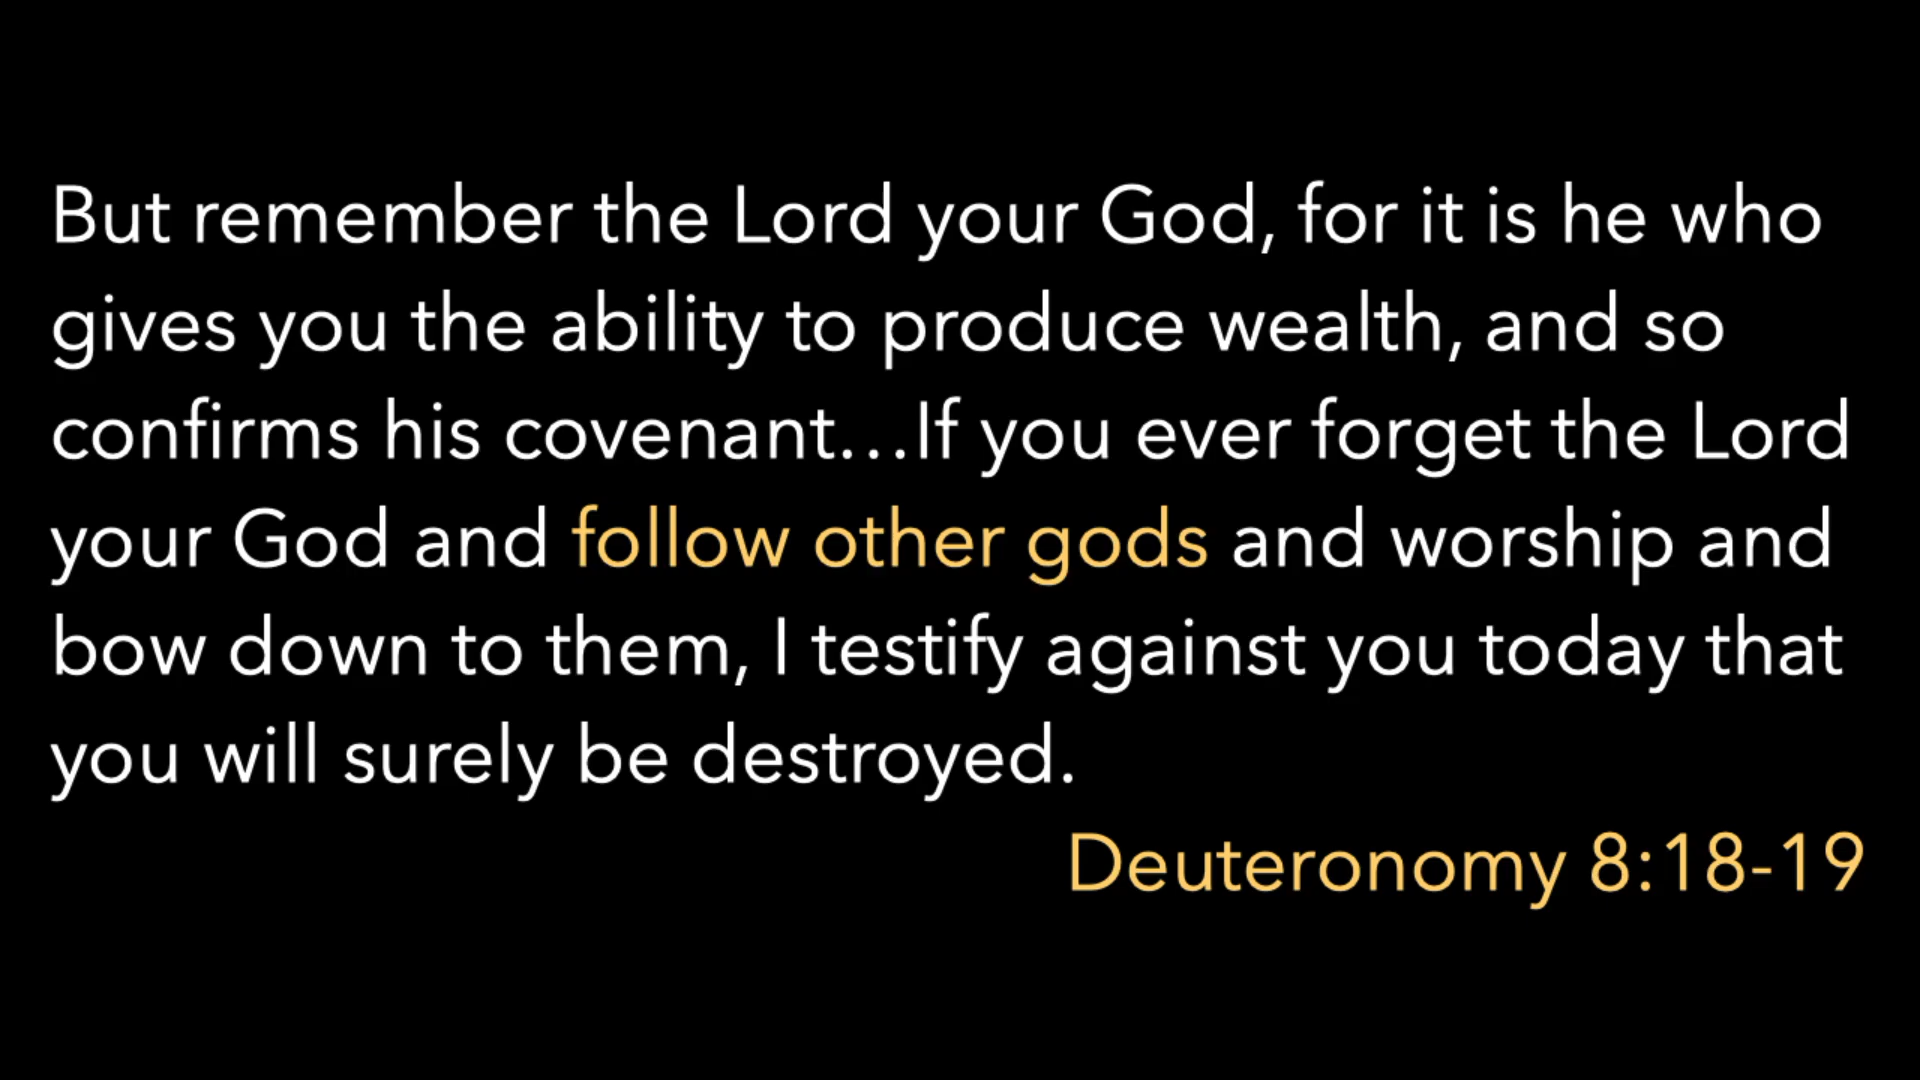 But remember the Lord your God, for it is he who
gives you the ability to produce wealth, and so
confirms his covenant…If you ever forget the Lord
your God and follow other gods and worship and
bow down to them, I testify against you today that
you will surely be destroyed.
Deuteronomy 8:18-19